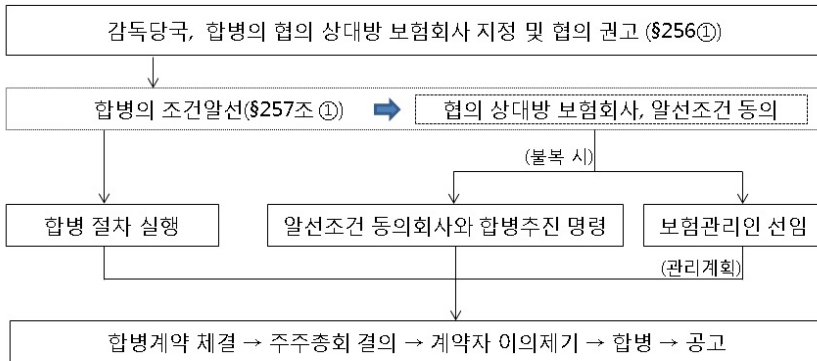 감독당국, 합병의 협의 상대방 보험회사 지정 및 협의 권고 (§256①)
합병의 조건알선(§257조 ①)
협의 상대방 보험회사, 알선조건 동의
(불복 시)
합병 절차 실행
알선조건 동의회사와 합병추진 명령
보험관리인 선임
(관리계획)
합병계약 체결 → 주주총회 결의 → 계약자 이의제기 → 합병 → 공고